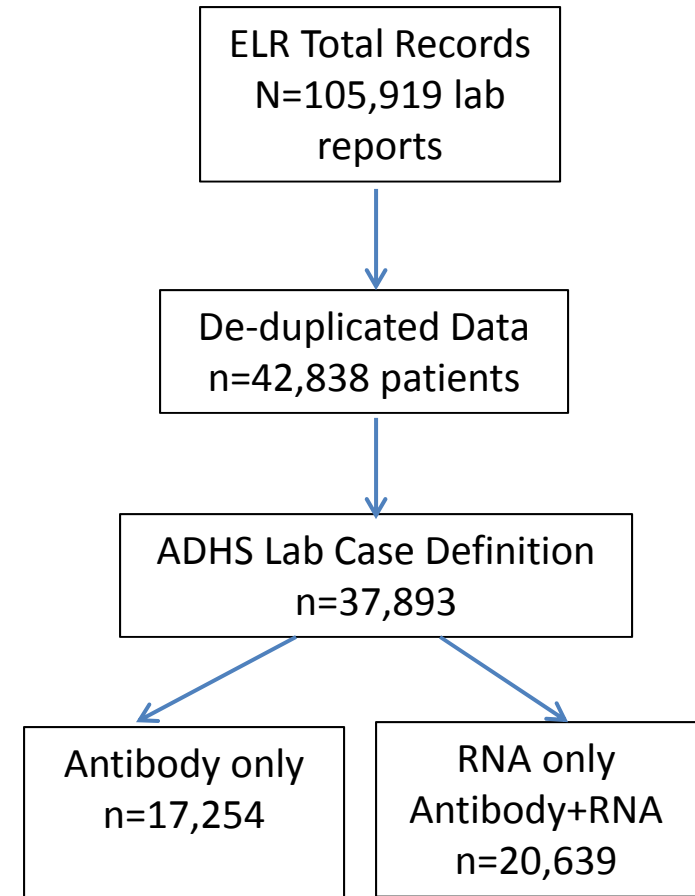 ELR Total Records
N=105,919 lab
reports
De-duplicated Data
n=42,838 patients
ADHS Lab Case Definition
n=37,893
Antibody only
n=17,254
RNA only
Antibody+RNA
n=20,639